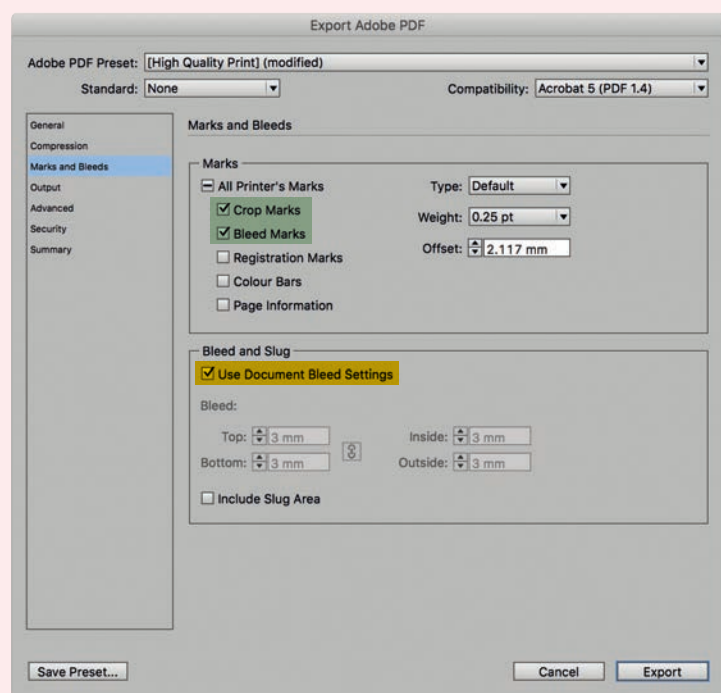 Export Adobe PDF
Adobe PDF Preset: [High Quality Print] (modified)
Standard: None Compatibility: Acrobat 5 (PDF 1.4)
General
Compression
Marks and Bleeds
Output
Advanced
Security
Summary
Marks and Bleeds
Marks
All Printer's Marks
Crop Marks
Bleed Marks
Registration Marks
Colour Bars
Page Information
Type: Default
Weight: 0.25 pt
Offset: 2.117 mm
Bleed and Slug
Use Document Bleed Settings
Bleed:
Top: 3 mm Inside: 3 mm
Bottom: 3 mm Outside: 3 mm
Include Slug Area
Save Preset... Cancel Export